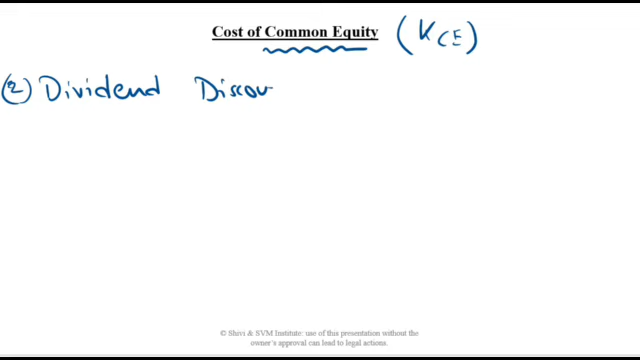 Cost of Common Equity (KCE)
(2) Dividend Discou
© Shivi & SVM Institute: use of this presentation without the
owner's approval can lead to legal actions.